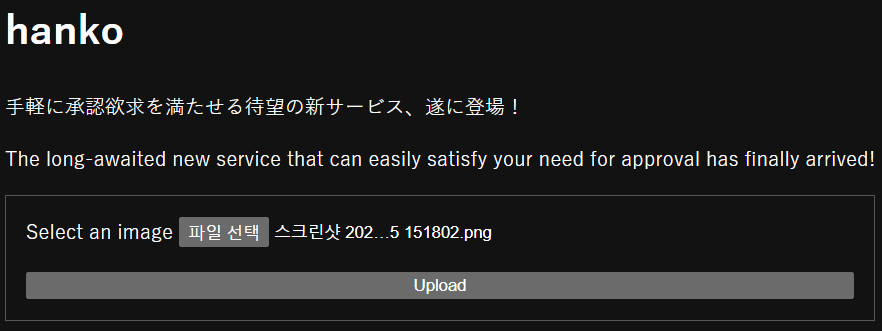 hanko
手軽に承認欲求を満たせる待望の新サービス、遂に登場！
The long-awaited new service that can easily satisfy your need for approval has finally arrived!
Select an image 파일 선택 스크린샷 202...5 151802.png
Upload